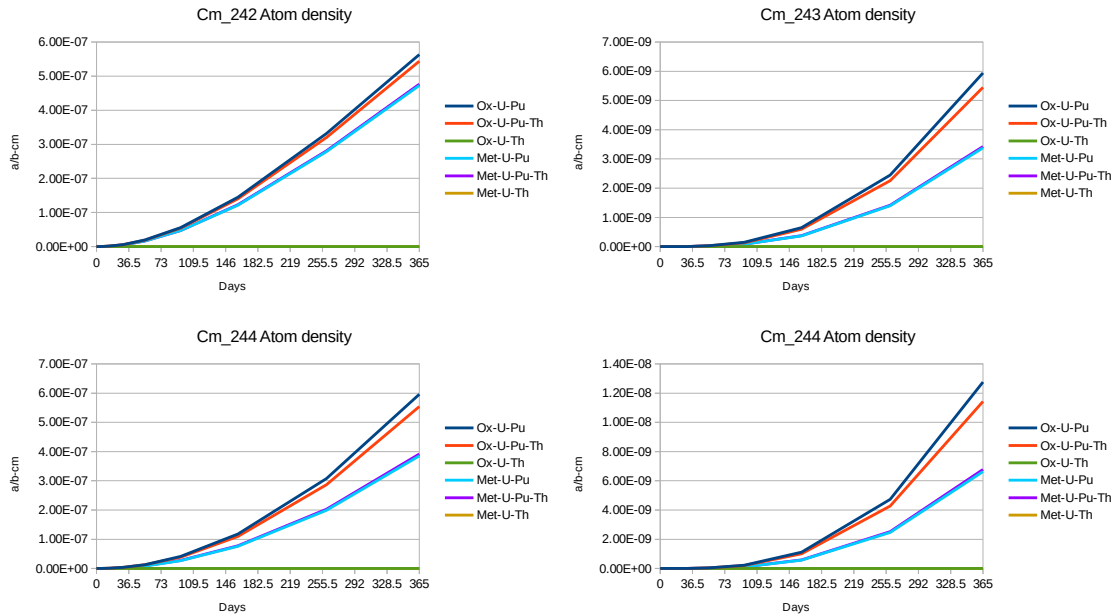 Cm_242 Atom density
6.00E-07
5.00E-07
4.00E-07
3.00E-07
2.00E-07
1.00E-07
0.00E+00
a/b-cm
0 36.5 73 109.5 146 182.5 219 255.5 292 328.5 365
Days
Ox-U-Pu
Ox-U-Pu-Th
Ox-U-Th
Met-U-Pu
Met-U-Pu-Th
Met-U-Th
Cm_243 Atom density
7.00E-09
6.00E-09
5.00E-09
4.00E-09
3.00E-09
2.00E-09
1.00E-09
0.00E+00
a/b-cm
0 36.5 73 109.5 146 182.5 219 255.5 292 328.5 365
Days
Ox-U-Pu
Ox-U-Pu-Th
Ox-U-Th
Met-U-Pu
Met-U-Pu-Th
Met-U-Th
Cm_244 Atom density
7.00E-07
6.00E-07
5.00E-07
4.00E-07
3.00E-07
2.00E-07
1.00E-07
0.00E+00
a/b-cm
0 36.5 73 109.5 146 182.5 219 255.5 292 328.5 365
Days
Ox-U-Pu
Ox-U-Pu-Th
Ox-U-Th
Met-U-Pu
Met-U-Pu-Th
Met-U-Th
Cm_244 Atom density
1.40E-08
1.20E-08
1.00E-08
8.00E-09
6.00E-09
4.00E-09
2.00E-09
0.00E+00
a/b-cm
0 36.5 73 109.5 146 182.5 219 255.5 292 328.5 365
Days
Ox-U-Pu
Ox-U-Pu-Th
Ox-U-Th
Met-U-Pu
Met-U-Pu-Th
Met-U-Th